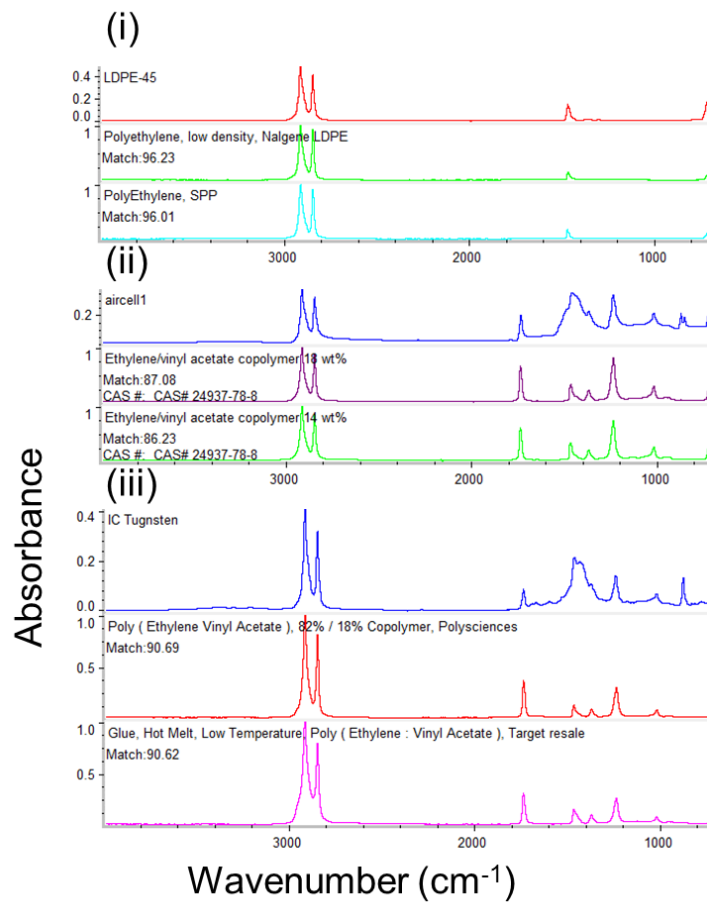 (i)
0.4
LDPE-45
0.2
0.0
1
Polyethylene, low density, Nalgene LDPE
Match:96.23
1
PolyEthylene, SPP
Match:96.01
3000 2000 1000
(ii)
aircell1
0.2
1
Ethylene/vinyl acetate copolymer 18 wt%
Match:87.08
CAS #: CAS# 24937-78-8
1
Ethylene/vinyl acetate copolymer 14 wt%
Match:86.23
CAS #: CAS# 24937-78-8
3000 2000 1000
(iii)
0.4
IC Tugnsten
0.2
0.0
1.0
Poly ( Ethylene Vinyl Acetate ), 82% / 18% Copolymer, Polysciences
Match:90.69
0.5
1.0
Glue, Hot Melt, Low Temperature, Poly ( Ethylene : Vinyl Acetate ), Target resale
Match:90.62
0.5
3000 2000 1000
Absorbance
Wavenumber (cm-1)